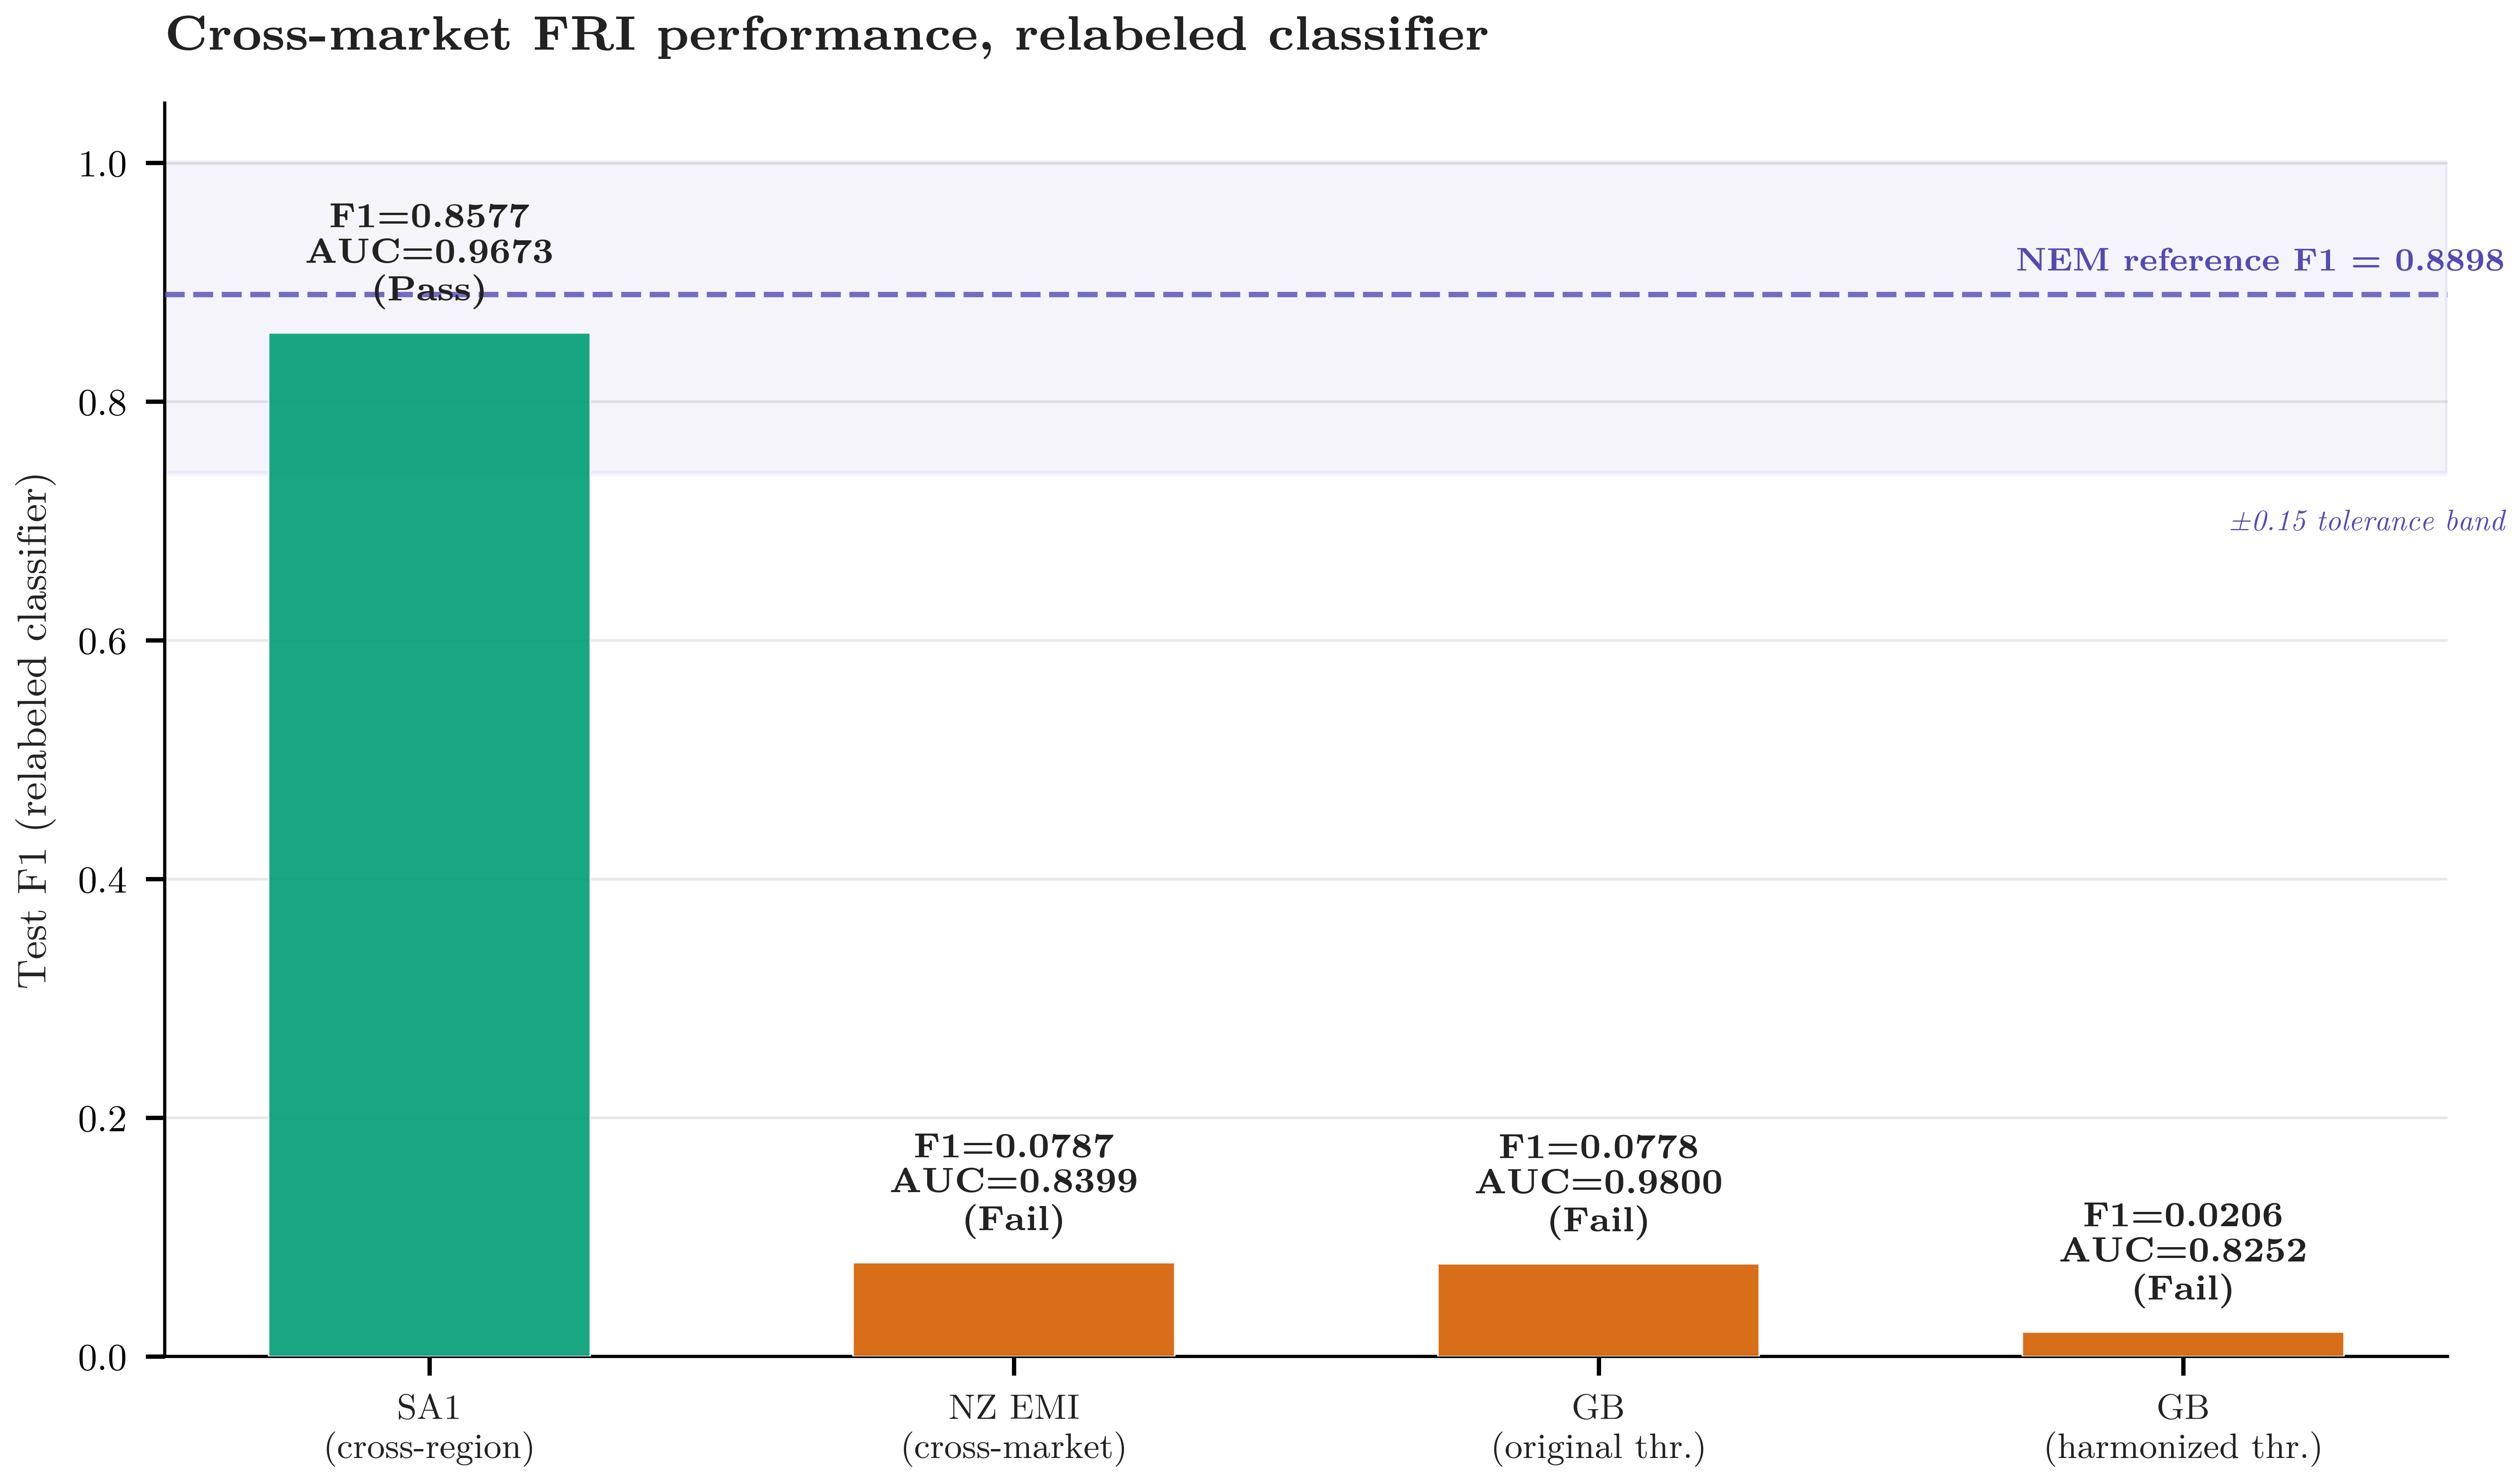 Cross-market FRI performance, relabeled classifier
Test F1 (relabeled classifier)
1.0
0.8
0.6
0.4
0.2
0.0
F1=0.8577
AUC=0.9673
(Pass)
NEM reference F1 = 0.8898
±0.15 tolerance band
F1=0.0787
AUC=0.8399
(Fail)
F1=0.0778
AUC=0.9800
(Fail)
F1=0.0206
AUC=0.8252
(Fail)
SA1
(cross-region)
NZ EMI
(cross-market)
GB
(original thr.)
GB
(harmonized thr.)